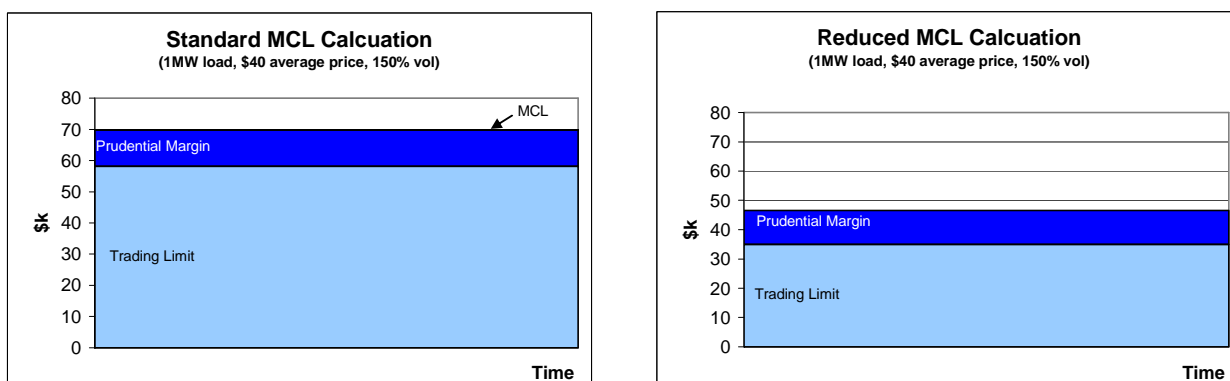 Standard MCL Calcuation
(1MW load, $40 average price, 150% vol)
80
70
60
50
40
30
20
10
0
$k
MCL
Prudential Margin
Trading Limit
Time
Reduced MCL Calcuation
(1MW load, $40 average price, 150% vol)
80
70
60
50
40
30
20
10
0
$k
Prudential Margin
Trading Limit
Time